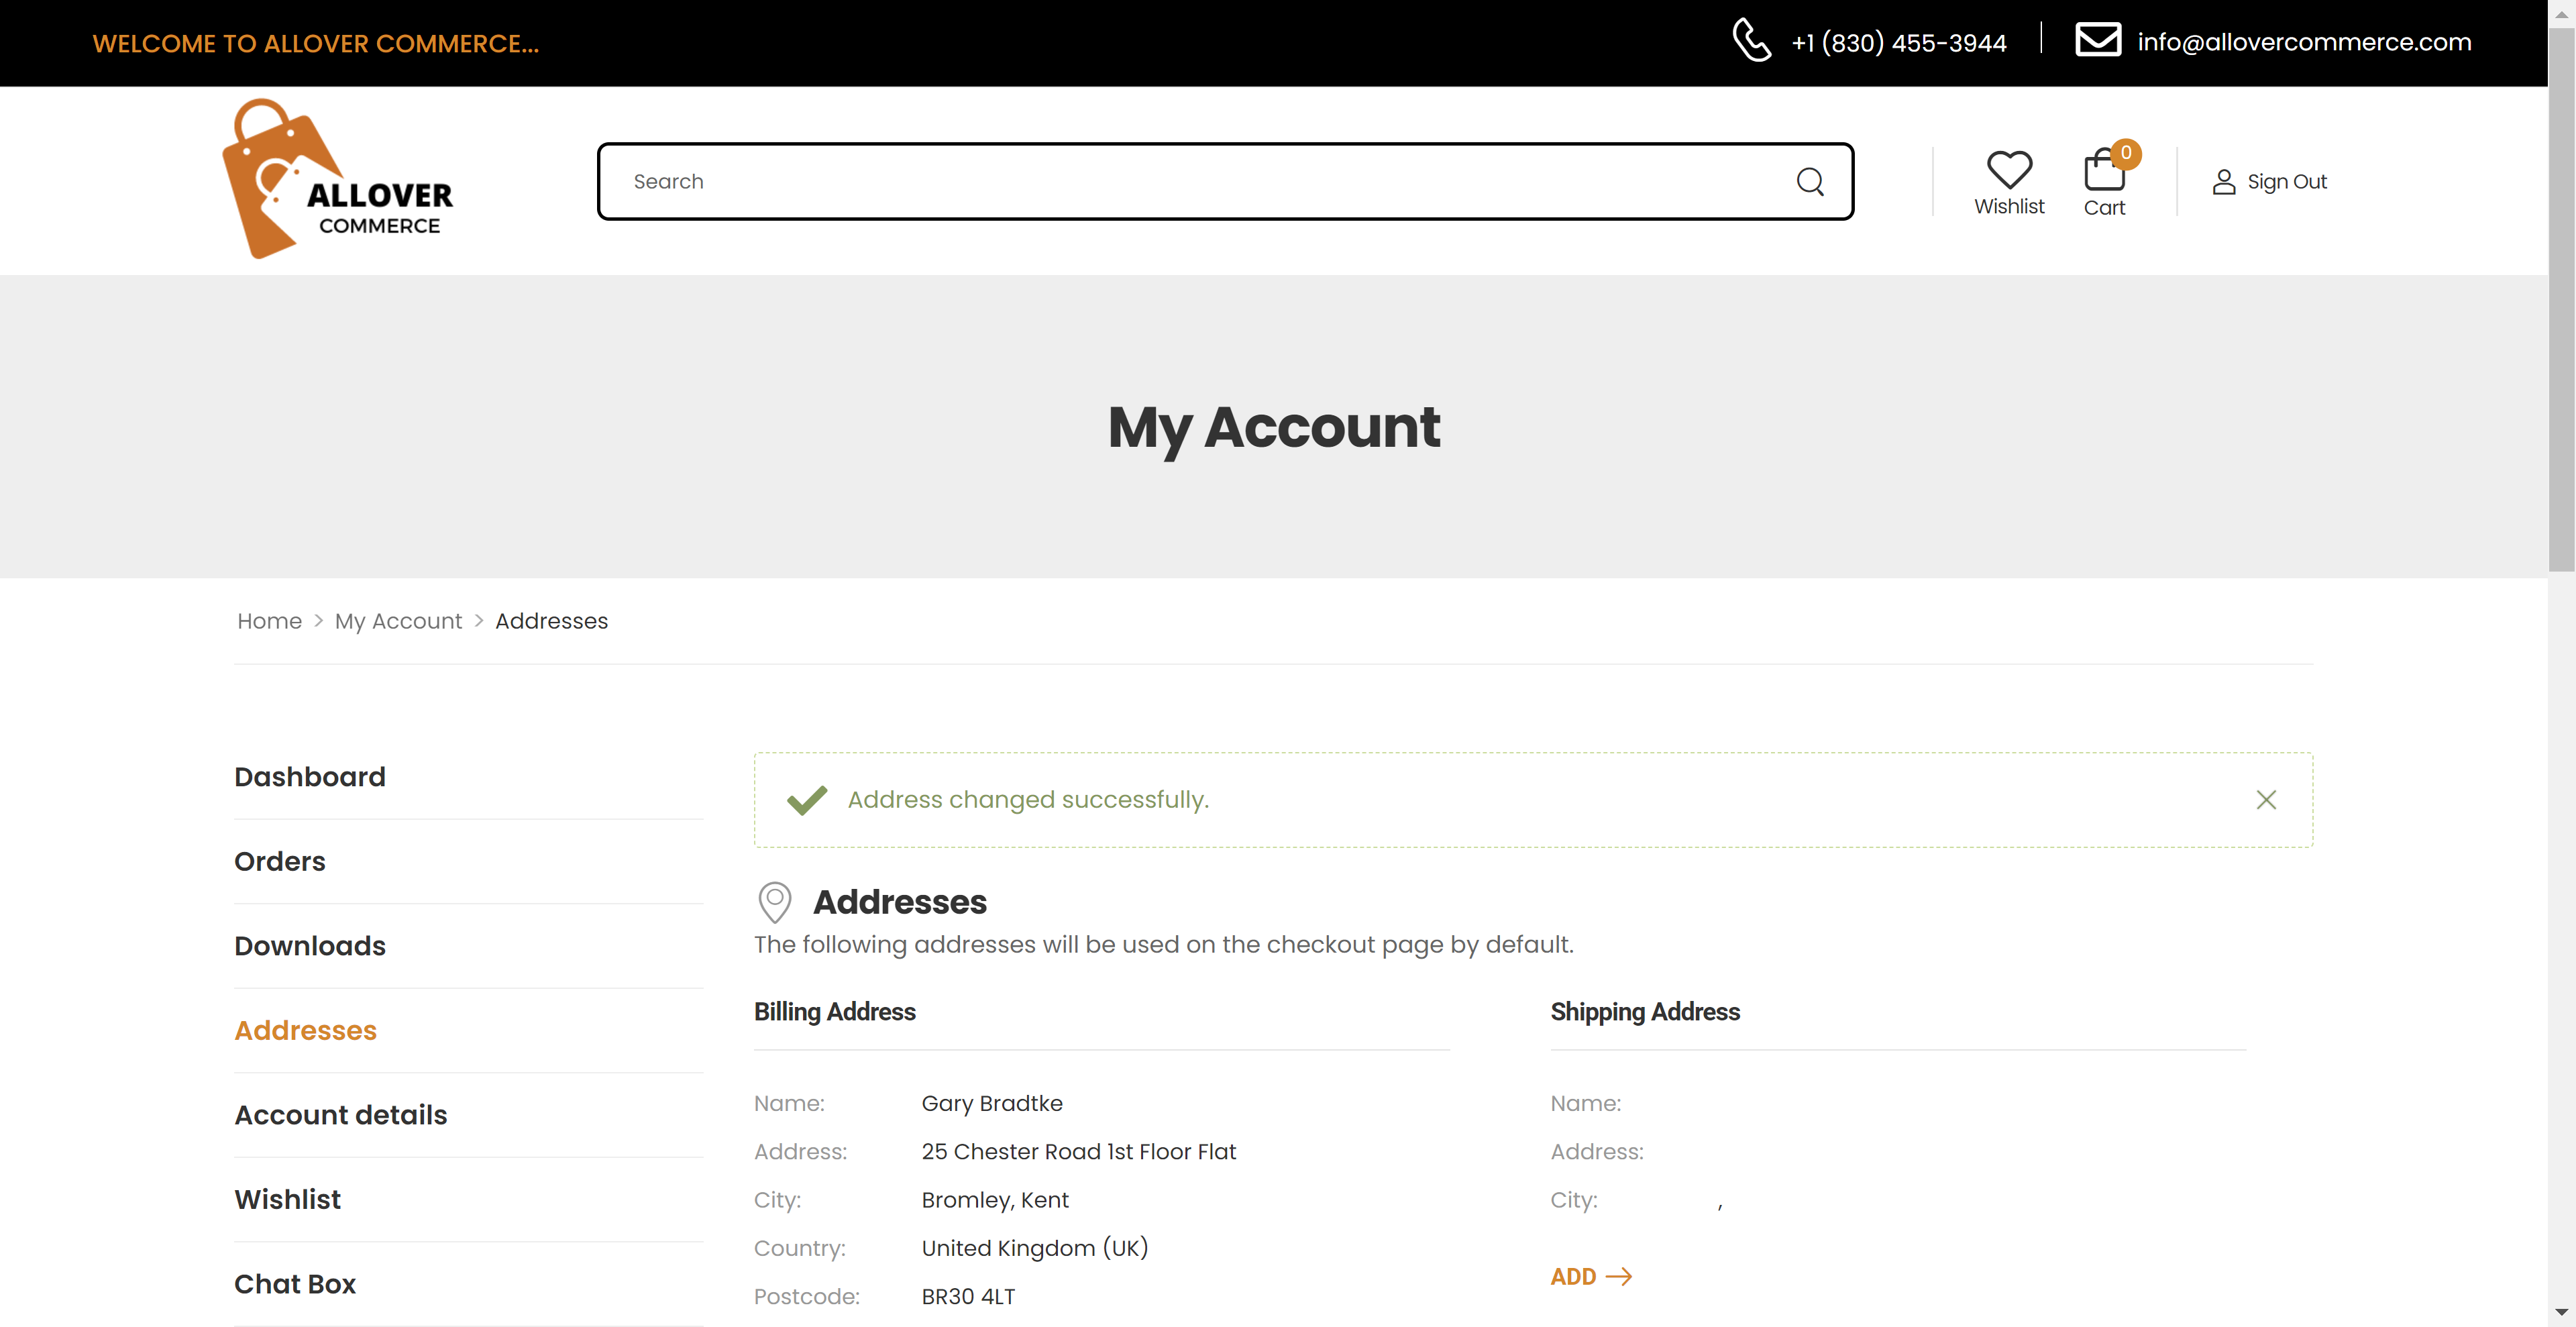 WELCOME TO ALLOVER COMMERCE...
+1 (830) 455-3944
info@allovercommerce.com
ALLOVER
COMMERCE
Search
Wishlist
0
Cart
Sign Out
My Account
Home > My Account > Addresses
Dashboard
Orders
Downloads
Addresses
Account details
Wishlist
Chat Box
Address changed successfully.
Addresses
The following addresses will be used on the checkout page by default.
Billing Address
Name: Gary Bradtke
Address: 25 Chester Road 1st Floor Flat
City: Bromley, Kent
Country: United Kingdom (UK)
Postcode: BR30 4LT
Shipping Address
Name:
Address:
City: ,
ADD